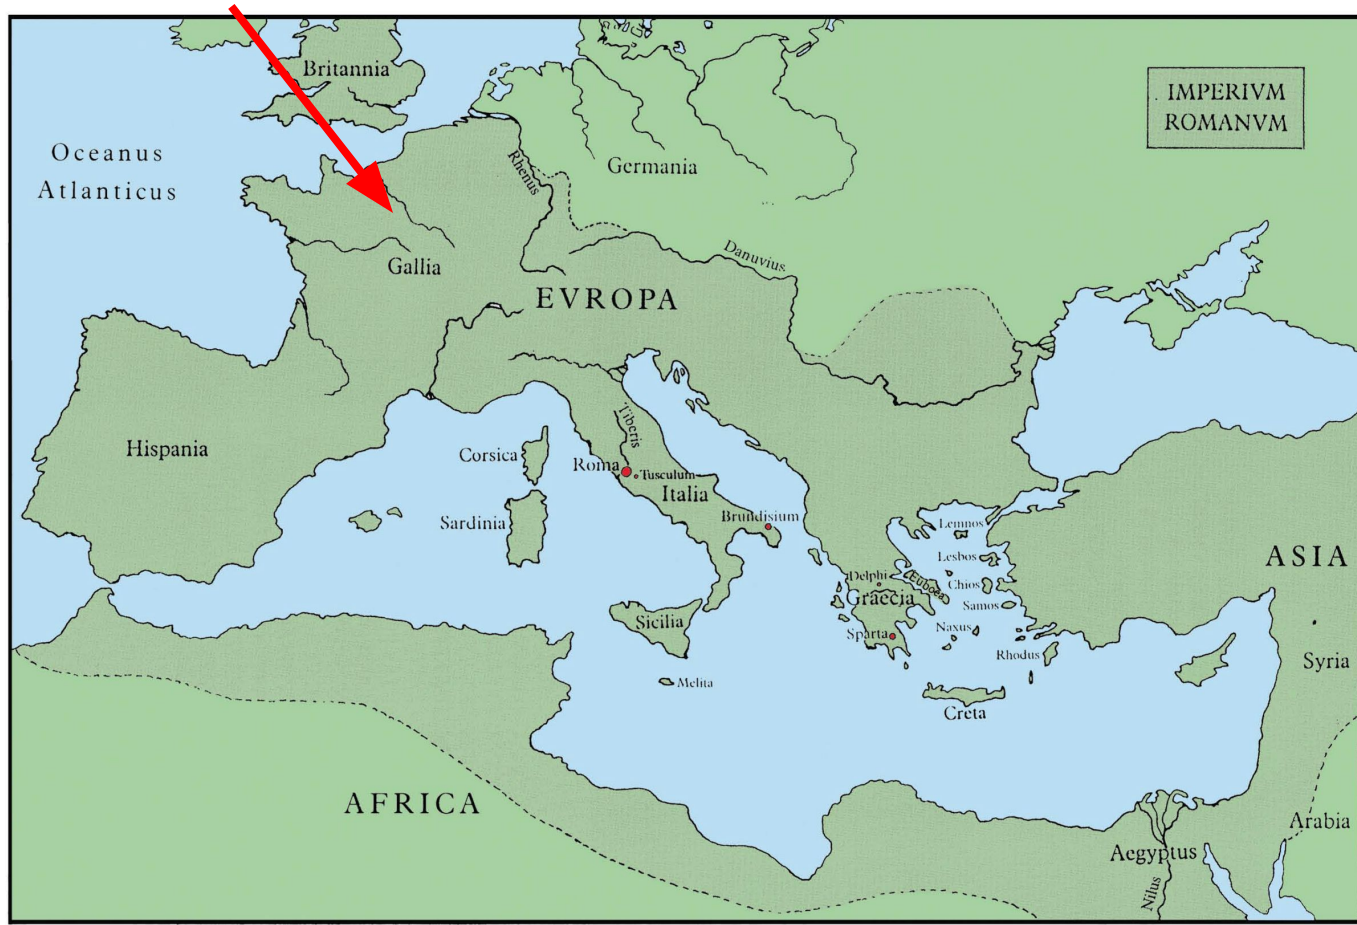 Britannia
IMPERIVM
ROMANVM
Oceanus
Atlanticus
Germania
Rhenus
Danuvius
Gallia
EVROPA
Hispania
Tiberis
Corsica
Roma
Tusculum
Italia
Sardinia
Brundisium
Lemnos
Lesbos
ASIA
Delphi
Euboea
Chios
Graecia
Samos
Sicilia
Sparta
Naxus
Rhodus
Syria
Melita
Creta
AFRICA
Arabia
Aegyptus
Nilus